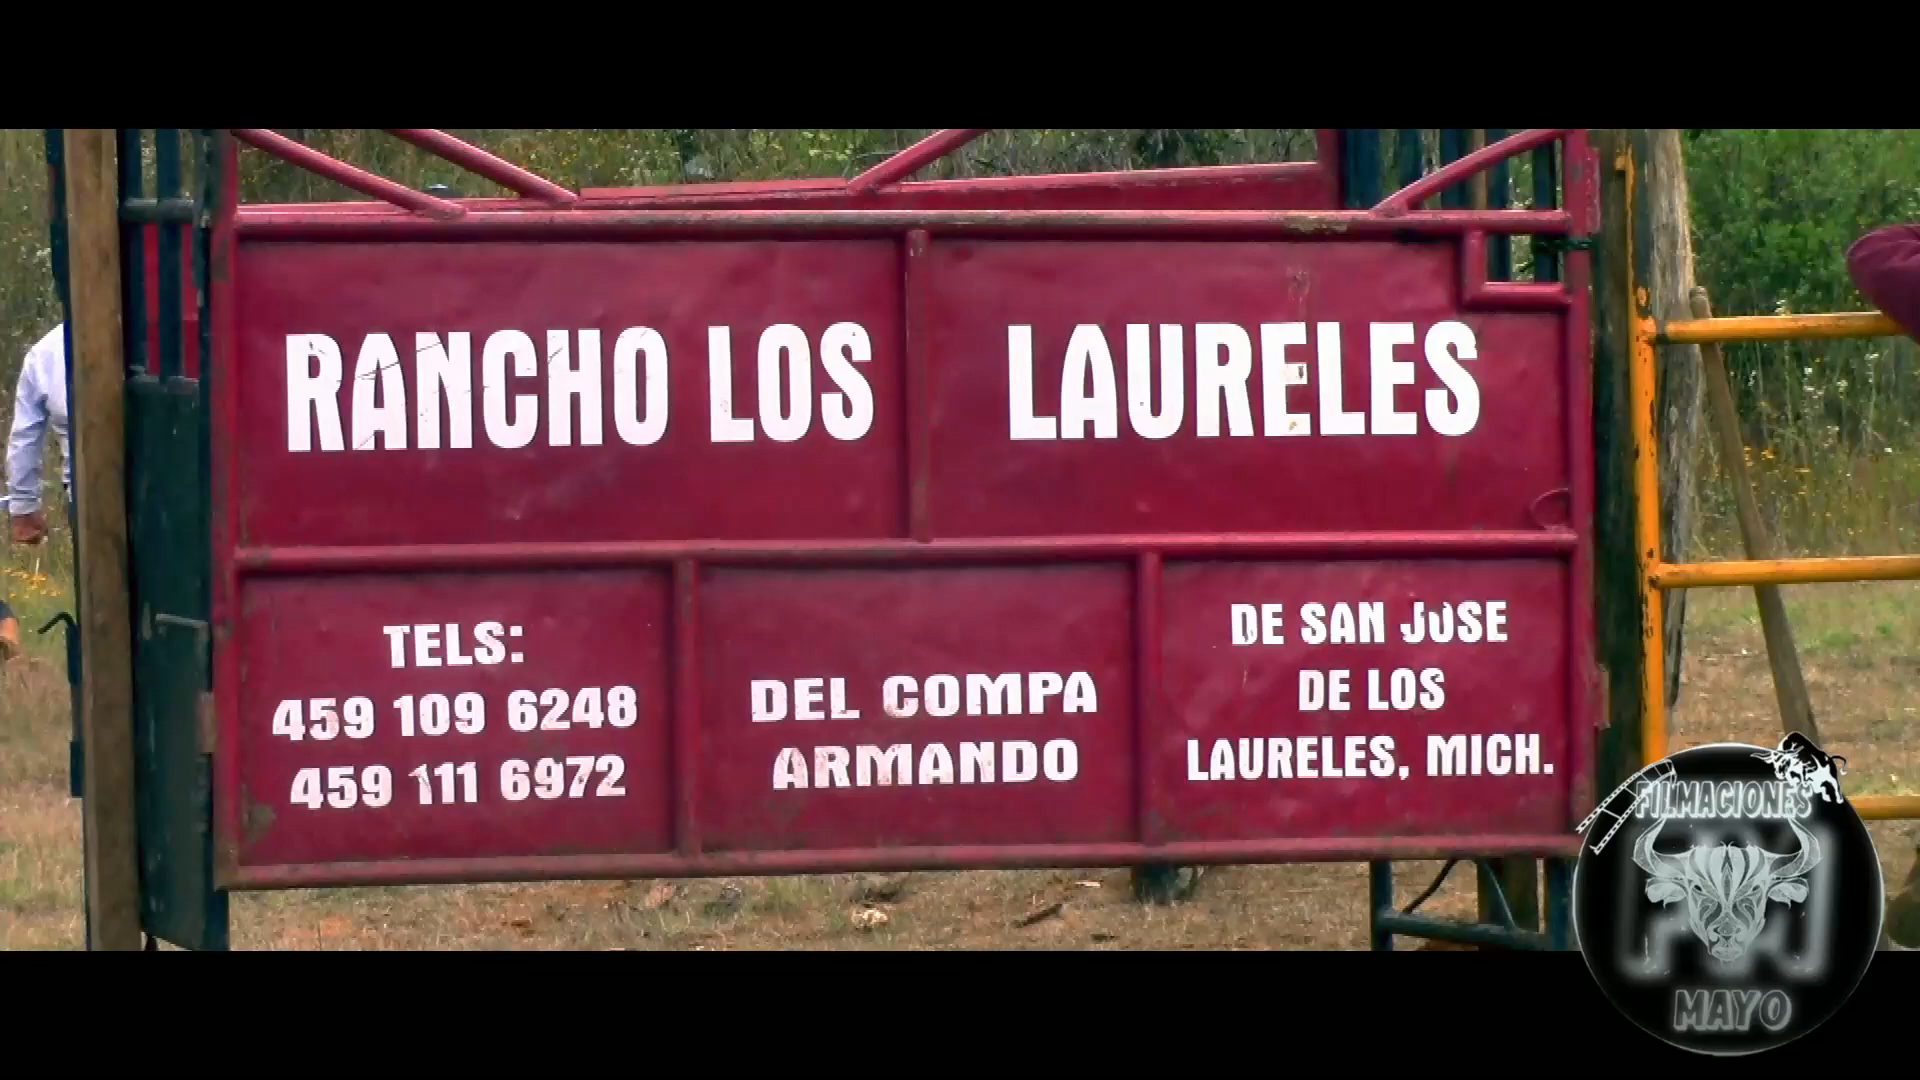 RANCHO LOS LAURELES
TELS:
459 109 6248
459 111 6972
DEL COMPA
ARMANDO
DE SAN JOSE
DE LOS
LAURELES, MICH.
FILMACIONES
MAYO